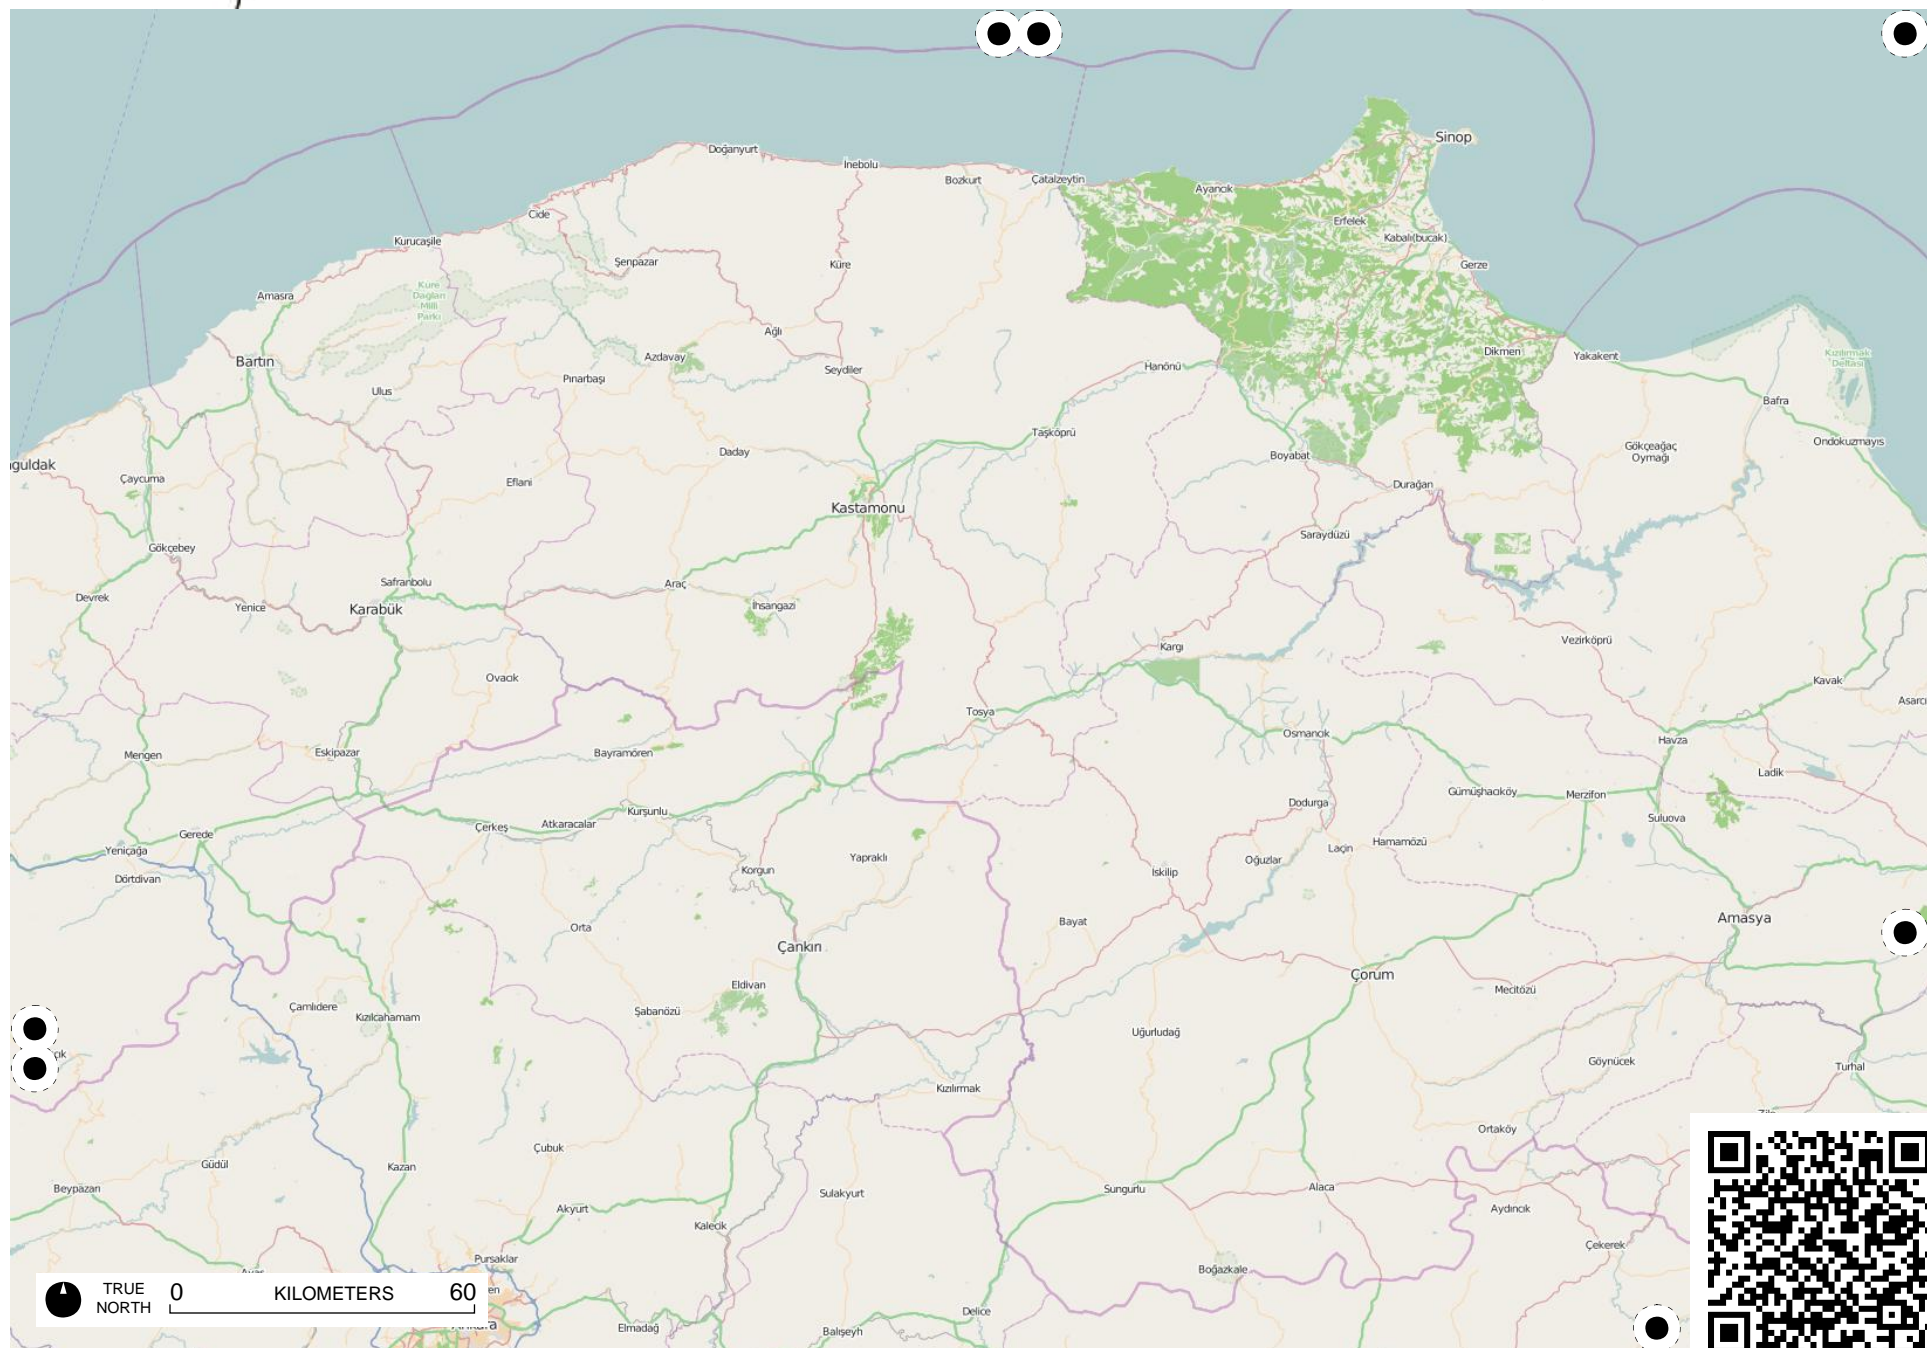 Sinop
Doğanyurt
İnebolu
Bozkurt
Çatalzeytin
Ayancık
Erfelek
Cide
Kurucaşile
Kabalı(bucak)
Şenpazar
Küre
Gerze
Amasra
Kure
Dağları
Milli
Parkı
Ağlı
Azdavay
Bartın
Seydiler
Hanönü
Dikmen
Yakakent
Kızılırmak
Deltası
Pınarbaşı
Ulus
Bafra
Taşköprü
Ondokuzmayıs
Gökçeağaç
Oymağı
Daday
Boyabat
nguldak
Çaycuma
Eflani
Durağan
Kastamonu
Saraydüzü
Gökçebey
Safranbolu
Araç
Devrek
Yenice
Karabük
İhsangazi
Vezirköprü
Kargı
Ovacık
Kavak
Tosya
Osmancık
Havza
Mengen
Eskipazar
Bayramören
Ladik
Gümüşhacıköy
Merzifon
Dodurga
Kurşunlu
Suluova
Çerkeş
Atkaracalar
Gerede
Yeniçağa
Laçin
Hamamözü
Yapraklı
Oğuzlar
Korgun
İskilip
Dörtdivan
Bayat
Orta
Amasya
Çankırı
Çorum
Eldivan
Mecitözü
Çamlıdere
Kızılcahamam
Şabanözü
Uğurludağ
Göynücek
Turhal
Kızılırmak
Ortaköy
Çubuk
Güdül
Kazan
Beypazarı
Sulakyurt
Sungurlu
Alaca
Akyurt
Kalecik
Aydıncık
Çekerek
Pursaklar
Boğazkale
TRUE
NORTH
0 KILOMETERS 60
Delice
Elmadağ
Balışeyh